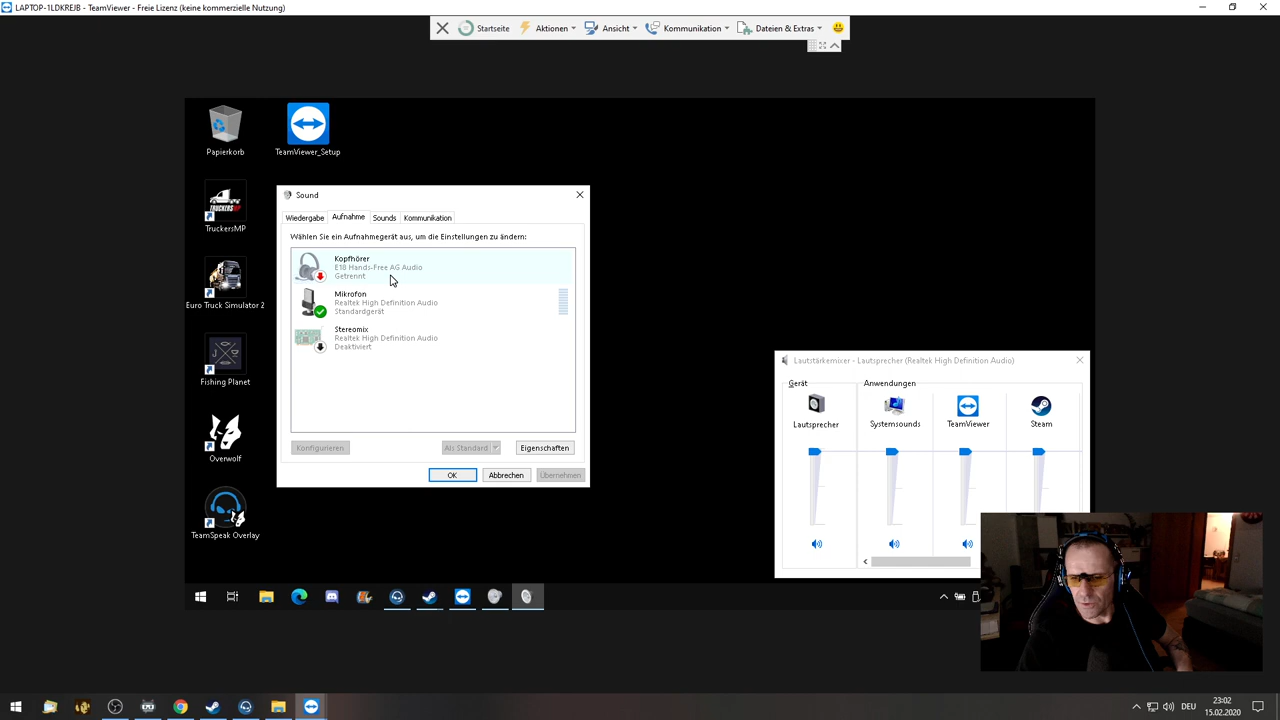 LAPTOP-1LDKREJB - TeamViewer - Freie Lizenz (keine kommerzielle Nutzung)
Startseite
Aktionen
Ansicht
Kommunikation
Dateien & Extras
Papierkorb
TeamViewer_Setup
TruckersMP
Euro Truck Simulator 2
Fishing Planet
Overwolf
TeamSpeak Overlay
Sound
Wiedergabe
Aufnahme
Sounds
Kommunikation
Wählen Sie ein Aufnahmegerät aus, um die Einstellungen zu ändern:
Kopfhörer
E18 Hands-Free AG Audio
Getrennt
Mikrofon
Realtek High Definition Audio
Standardgerät
Stereomix
Realtek High Definition Audio
Deaktiviert
Konfigurieren
Als Standard
Eigenschaften
OK
Abbrechen
Übernehmen
Lautstärkemixer - Lautsprecher (Realtek High Definition Audio)
Gerät
Anwendungen
Lautsprecher
Systemsounds
TeamViewer
Steam
DEU
23:02
15.02.2020